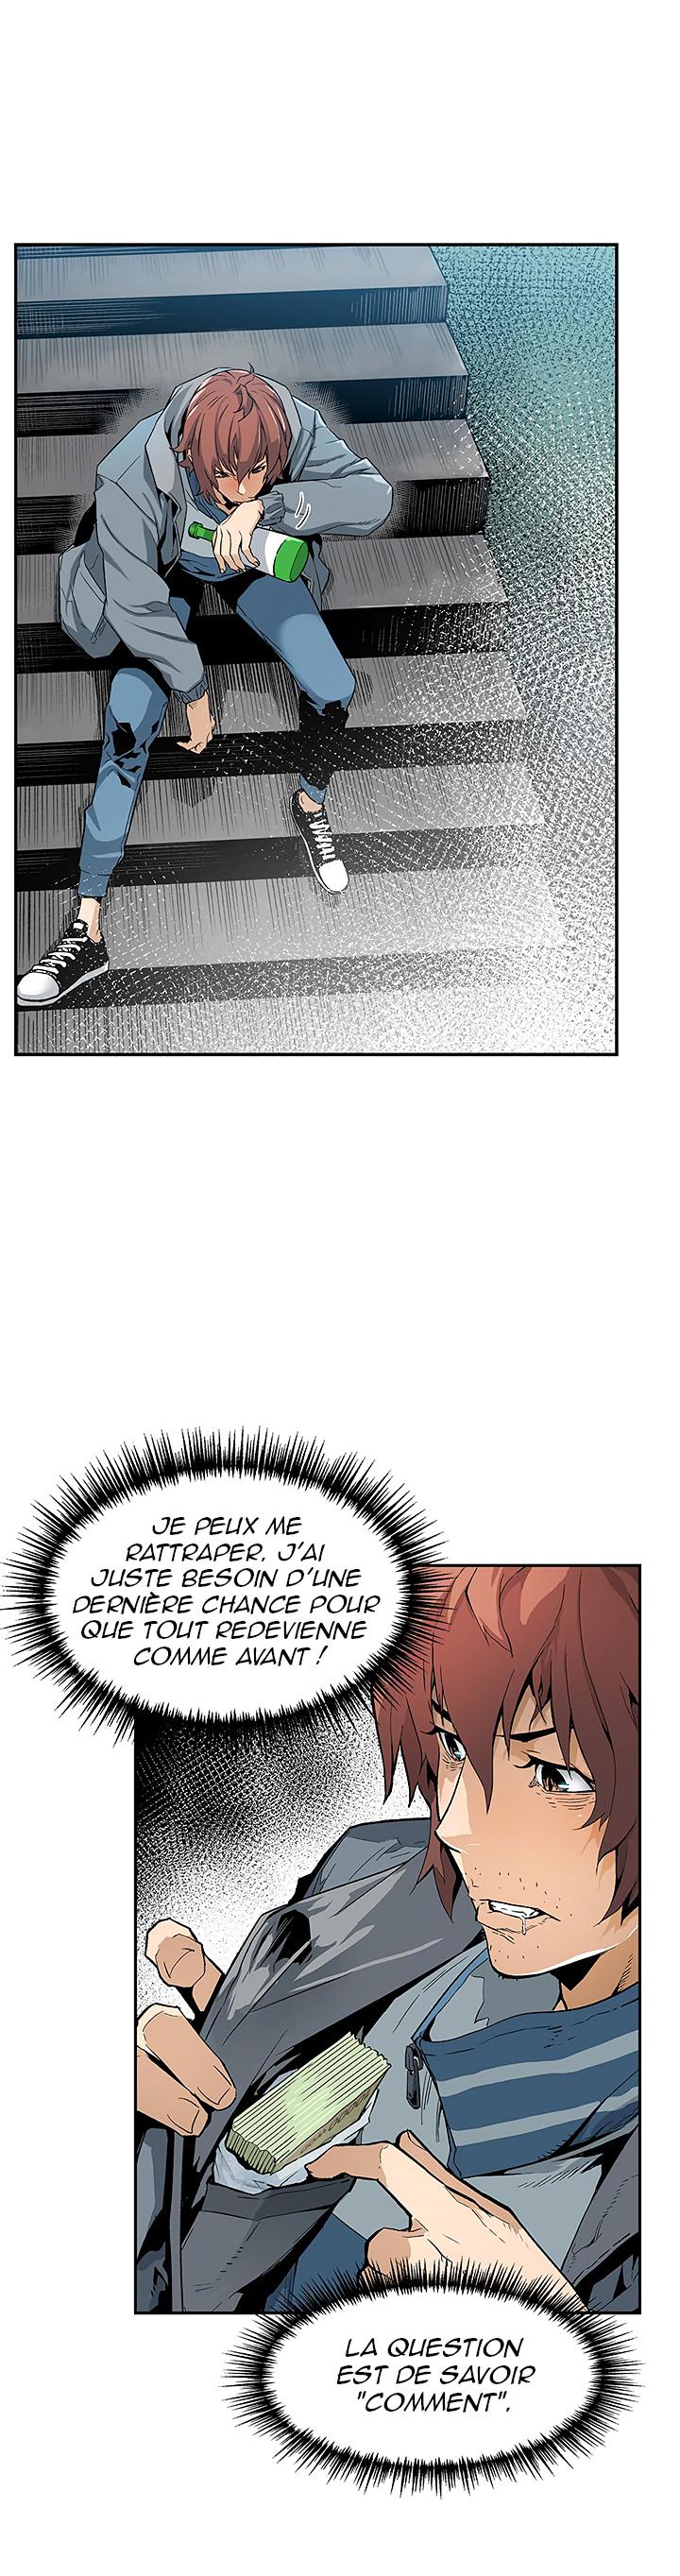 JE PEUX ME
RATTRAPER. J'AI
JUSTE BESOIN D'UNE
DERNIÈRE CHANCE POUR
QUE TOUT REDEVIENNE
COMME AVANT !
LA QUESTION
EST DE SAVOIR
"COMMENT".